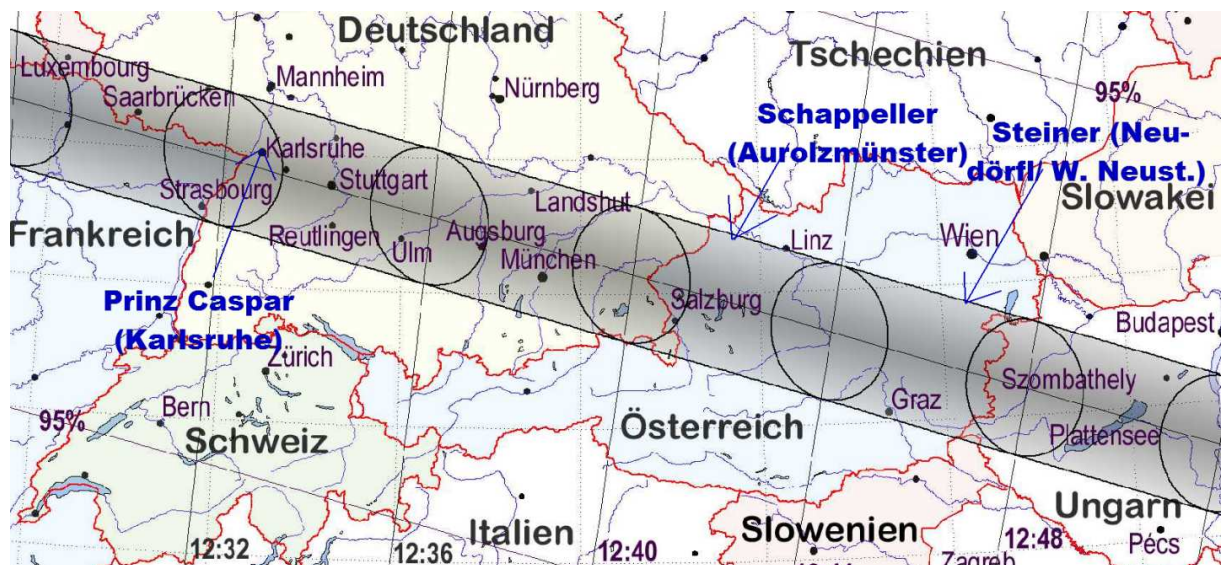 Deutschland
Tschechien
Luxembourg
Mannheim
Saarbrücken
Nürnberg
95%
Schappeller
(Aurolzmünster)
Steiner (Neu-
dörfl/ W. Neust.)
Karlsruhe
Stuttgart
Strasbourg
Landshut
Slowakei
Frankreich
Reutlingen
Ulm
Augsburg
München
Linz
Wien
Prinz Caspar
(Karlsruhe)
Salzburg
Budapest
Zürich
Szombathely
95%
Bern
Schweiz
Graz
Österreich
Plattensee
Ungarn
Italien
Slowenien
12:32
12:36
12:40
12:48
Pécs
Zagreb